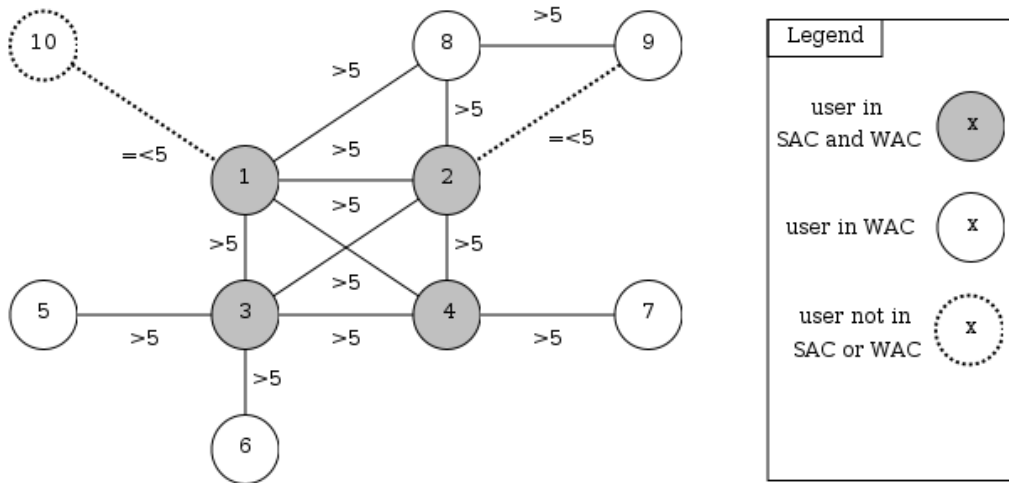 >5
10
8
9
>5
>5
=<5
>5
=<5
1
2
>5
>5
>5
>5
5
3
4
7
>5
>5
>5
>5
6
Legend
user in
SAC and WAC
x
user in WAC
x
user not in
SAC or WAC
x